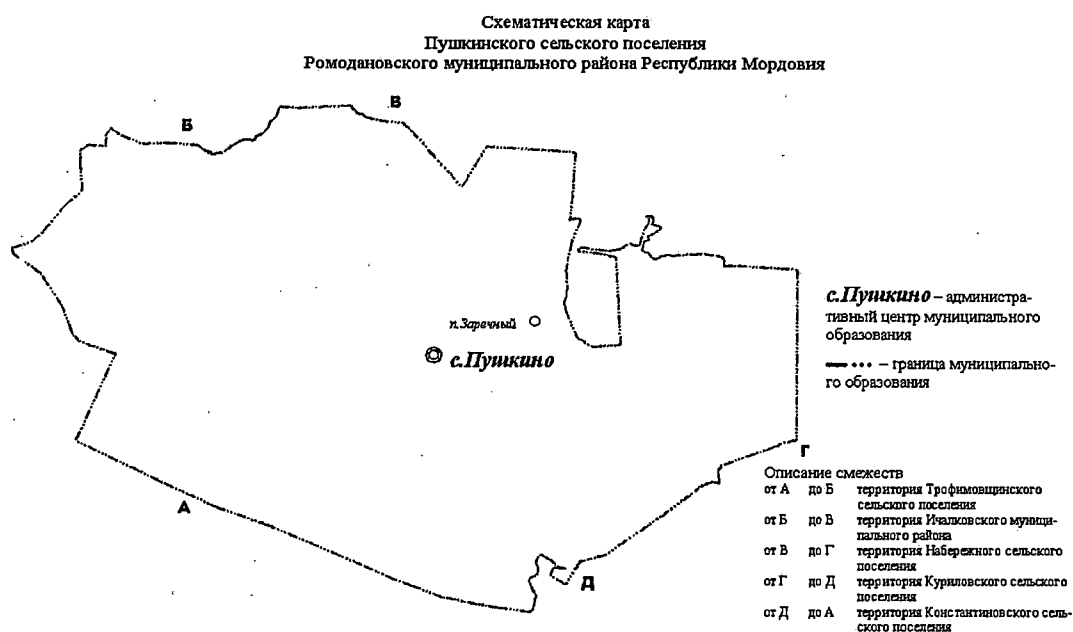 Схематическая карта
Пушкинского сельского поселения
Ромодановского муниципального района Республики Мордовия
В
Б
с.Пушкино – администра-
тивный центр муниципального
образования
– граница муниципально-
го образования
п.Заречный
с.Пушкино
Г
А
Д
Описание смежеств
от А до Б территория Трофимовщинского
сельского поселения
от Б до В территория Ичалковского муници-
пального района
от В до Г территория Набережного сельского
поселения
от Г до Д территория Куриловского сельского
поселения
от Д до А территория Константиновского сель-
ского поселения